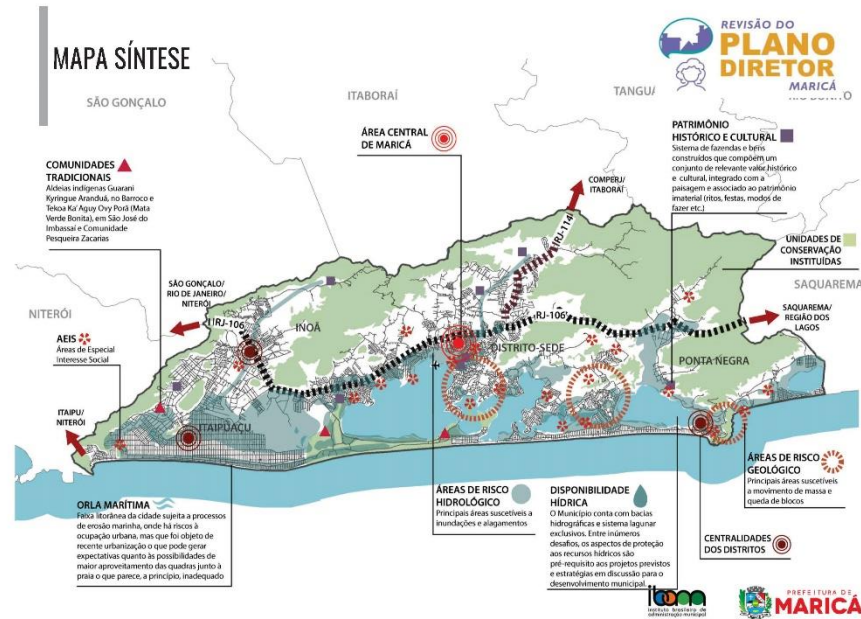 MAPA SÍNTESE
REVISÃO DO
PLANO
DIRETOR
MARICÁ
SÃO GONÇALO
ITABORAÍ
TANGUÁ
ÁREA CENTRAL
DE MARICÁ
PATRIMÔNIO
HISTÓRICO E CULTURAL
Sistema de fazendas e bens
construídos que compõem um
conjunto de relevante valor histórico
e cultural, integrado com a
paisagem e associado ao patrimônio
imaterial (ritos, festas, modos de
fazer etc.)
COMUNIDADES
TRADICIONAIS
Aldeias indígenas Guarani
Kyringue Aranduá, no Barroco e
Tekoa Ka'Aguy Ovy Porã (Mata
Verde Bonita), em São José do
Imbassaí e Comunidade
Pesqueira Zacarias
COMPERJ/
ITABORAÍ
RJ-114
UNIDADES DE
CONSERVAÇÃO
INSTITUÍDAS
SAQUAREMA
SÃO GONÇALO/
RIO DE JANEIRO/
NITERÓI
NITERÓI
RJ-106
INOÃ
RJ-106
SAQUAREMA/
REGIÃO DOS
LAGOS
AEIS
Áreas de Especial
Interesse Social
DISTRITO-SEDE
PONTA NEGRA
ITAIPU/
NITERÓI
ITAIPUAÇU
ORLA MARÍTIMA
Faixa litorânea da cidade sujeita a processos
de erosão marinha, onde há riscos à
ocupação urbana, mas que foi objeto de
recente urbanização o que pode gerar
expectativas quanto às possibilidades de
maior aproveitamento das quadras junto à
praia o que parece, a princípio, inadequado
ÁREAS DE RISCO
HIDROLÓGICO
Principais áreas suscetíveis a
inundações e alagamentos
DISPONIBILIDADE
HÍDRICA
O Município conta com bacias
hidrográficas e sistema lagunar
exclusivos. Entre inúmeros
desafios, os aspectos de proteção
aos recursos hídricos são
pré-requisito aos projetos previstos
e estratégias em discussão para o
desenvolvimento municipal.
ÁREAS DE RISCO
GEOLÓGICO
Principais áreas suscetíveis
a movimento de massa e
queda de blocos
CENTRALIDADES
DOS DISTRITOS
ibam
instituto brasileiro de
administração municipal
PREFEITURA DE
MARICÁ